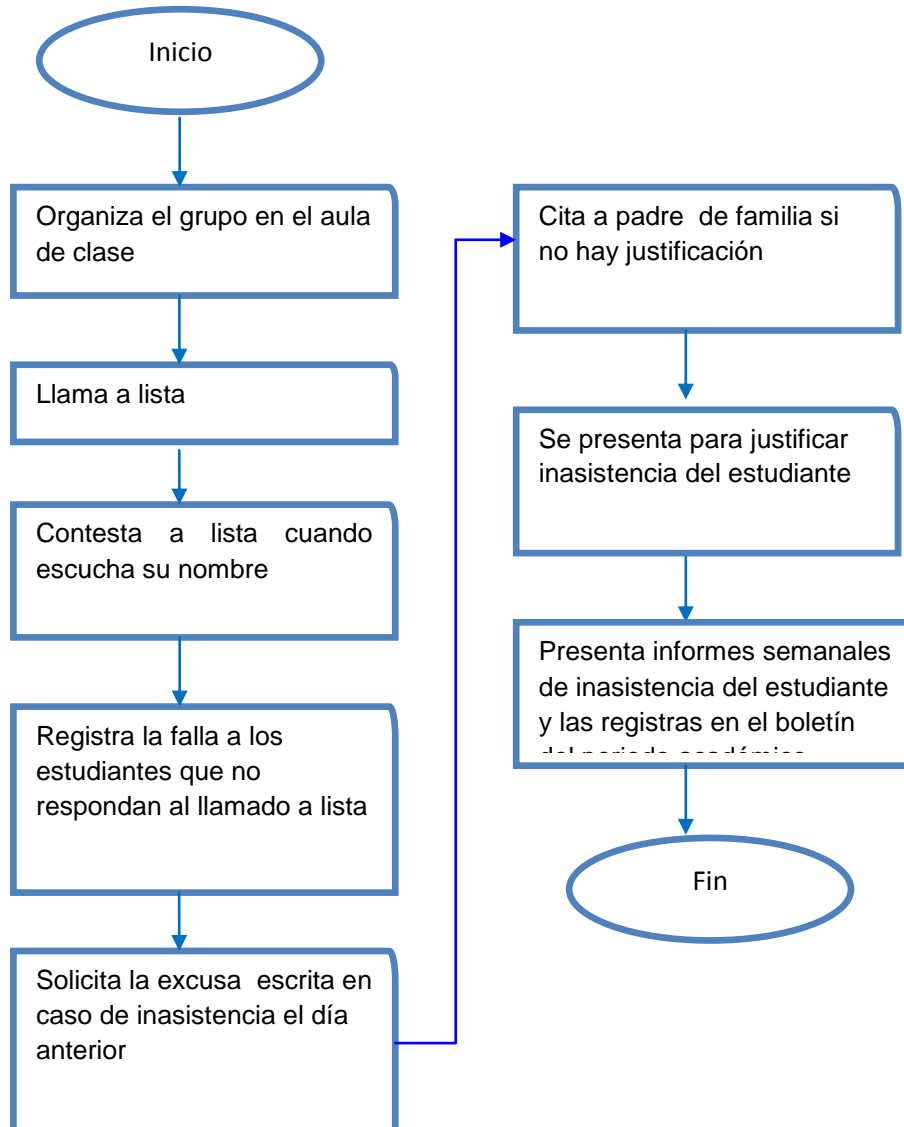 Inicio
Organiza el grupo en el aula
de clase
Llama a lista
Contesta a lista cuando
escucha su nombre
Registra la falla a los
estudiantes que no
respondan al llamado a lista
Solicita la excusa escrita en
caso de inasistencia el día
anterior
Cita a padre de familia si
no hay justificación
Se presenta para justificar
inasistencia del estudiante
Presenta informes semanales
de inasistencia del estudiante
y las registras en el boletín
del periodo académico
Fin